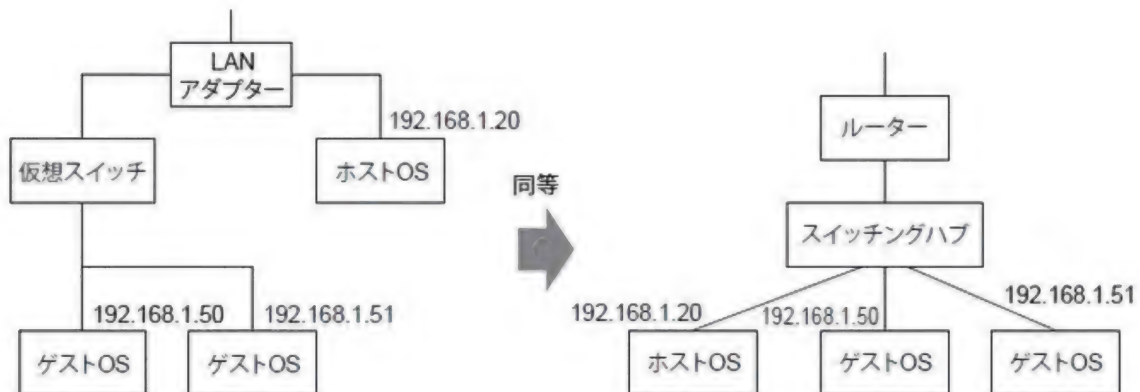 LAN
アダプター
192.168.1.20
仮想スイッチ
ホストOS
192.168.1.50
192.168.1.51
ゲストOS
ゲストOS
同等
ルーター
スイッチングハブ
192.168.1.20
192.168.1.50
192.168.1.51
ホストOS
ゲストOS
ゲストOS